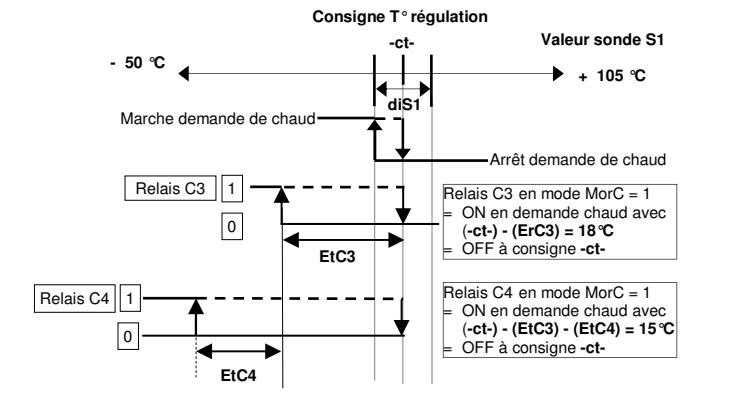 Consigne T° régulation
-ct-
Valeur sonde S1
- 50 °C
+ 105 °C
diS1
Marche demande de chaud
Arrêt demande de chaud
Relais C3
1
0
EtC3
Relais C3 en mode MorC = 1
= ON en demande chaud avec
(-ct-) - (ErC3) = 18°C
= OFF à consigne -ct-
Relais C4
1
0
EtC4
Relais C4 en mode MorC = 1
= ON en demande chaud avec
(-ct-) - (EtC3) - (EtC4) = 15°C
= OFF à consigne -ct-